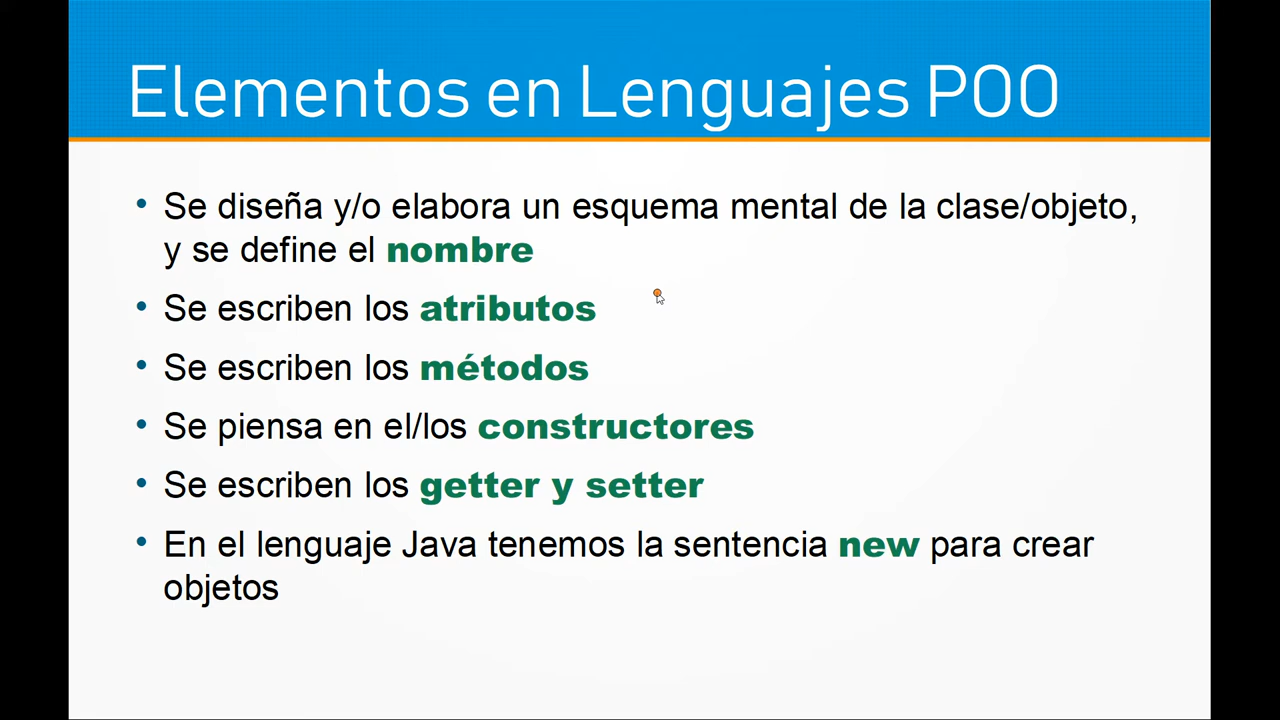 Elementos en Lenguajes POO
• Se diseña y/o elabora un esquema mental de la clase/objeto,
y se define el nombre
• Se escriben los atributos
• Se escriben los métodos
• Se piensa en el/los constructores
• Se escriben los getter y setter
• En el lenguaje Java tenemos la sentencia new para crear
objetos